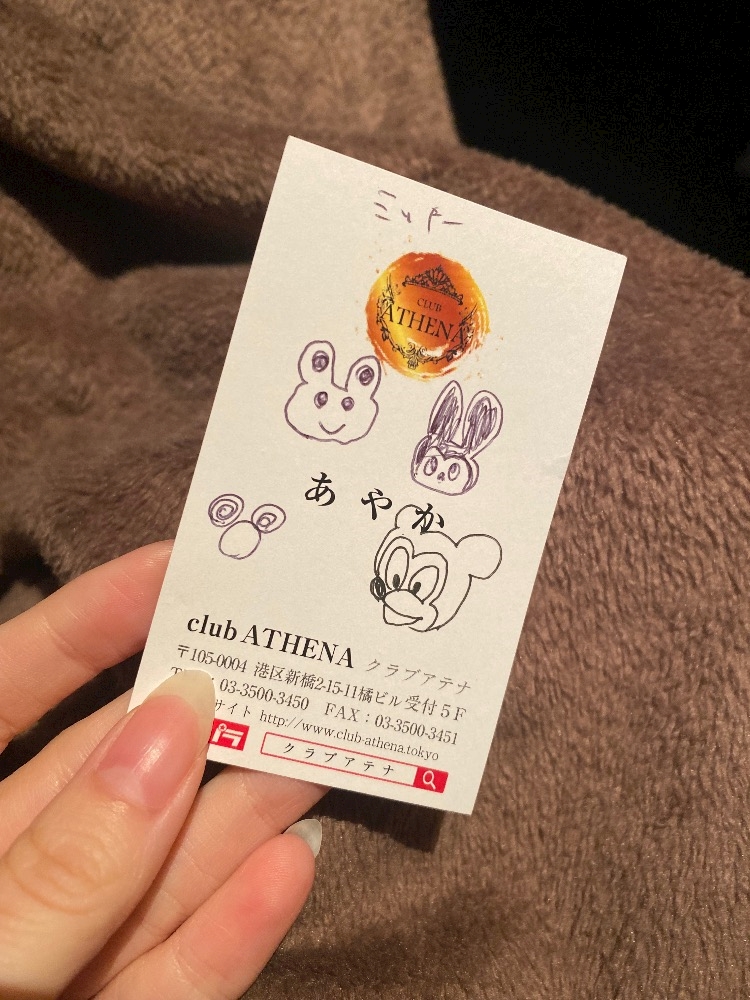 ミッキー
CLUB
ATHENA
あやか
club ATHENA クラブアテナ
〒105-0004 港区新橋2-15-11橘ビル受付5F
03-3500-3450 FAX:03-3500-3451
サイト http://www.club-athena.tokyo
クラブアテナ